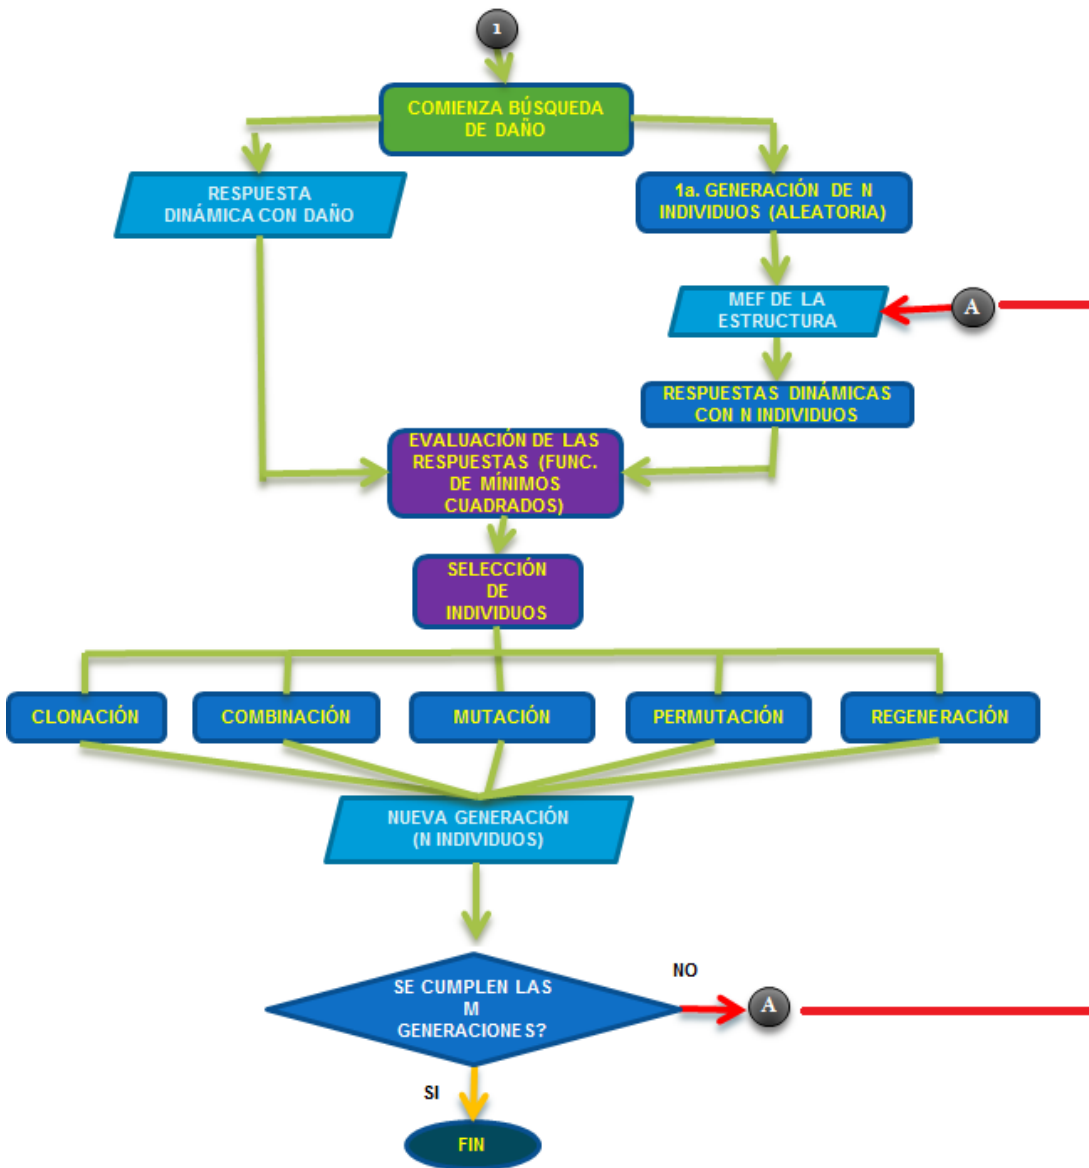 1
COMIENZA BÚSQUEDA
DE DAÑO
RESPUESTA
DINÁMICA CON DAÑO
1a. GENERACIÓN DE N
INDIVIDUOS (ALEATORIA)
MEF DE LA
ESTRUCTURA
A
RESPUESTAS DINÁMICAS
CON N INDIVIDUOS
EVALUACIÓN DE LAS
RESPUESTAS (FUNC.
DE MÍNIMOS
CUADRADOS)
SELECCIÓN
DE
INDIVIDUOS
CLONACIÓN
COMBINACIÓN
MUTACIÓN
PERMUTACIÓN
REGENERACIÓN
NUEVA GENERACIÓN
(N INDIVIDUOS)
SE CUMPLEN LAS
M
GENERACIONES?
NO
A
SI
FIN